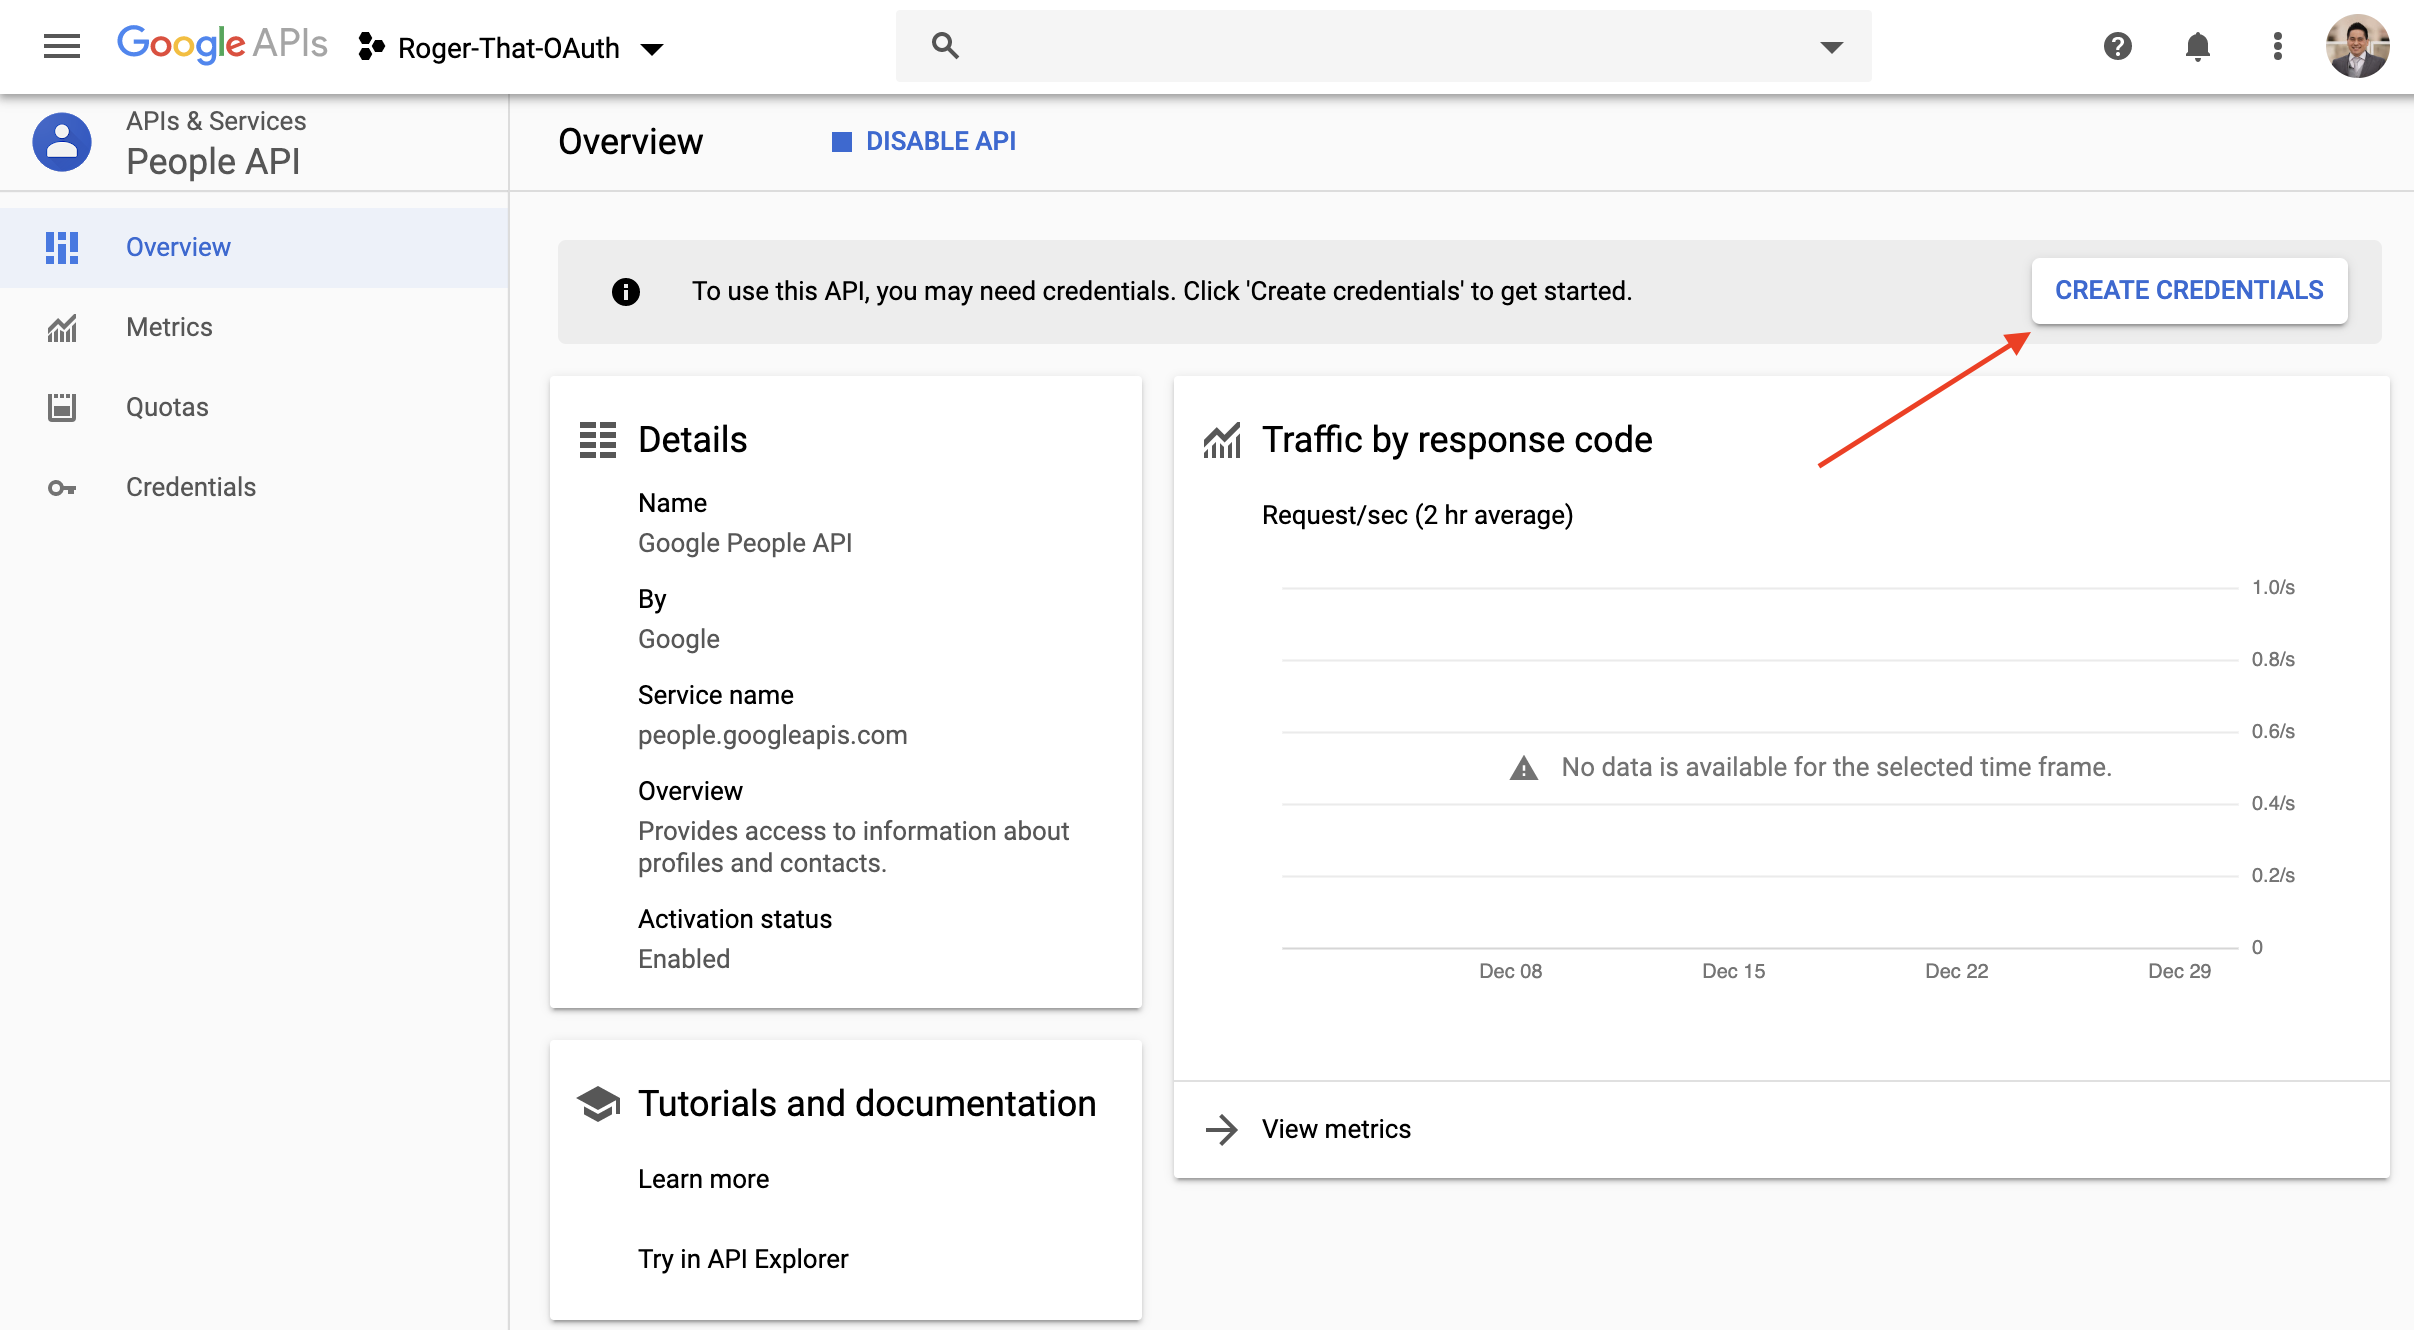 Google APIs
Roger-That-OAuth
APIs & Services
People API
Overview
Metrics
Quotas
Credentials
Overview
DISABLE API
To use this API, you may need credentials. Click 'Create credentials' to get started.
CREATE CREDENTIALS
Details
Name
Google People API
By
Google
Service name
people.googleapis.com
Overview
Provides access to information about
profiles and contacts.
Activation status
Enabled
Tutorials and documentation
Learn more
Try in API Explorer
Traffic by response code
Request/sec (2 hr average)
1.0/s
0.8/s
0.6/s
No data is available for the selected time frame.
0.4/s
0.2/s
0
Dec 08
Dec 15
Dec 22
Dec 29
View metrics